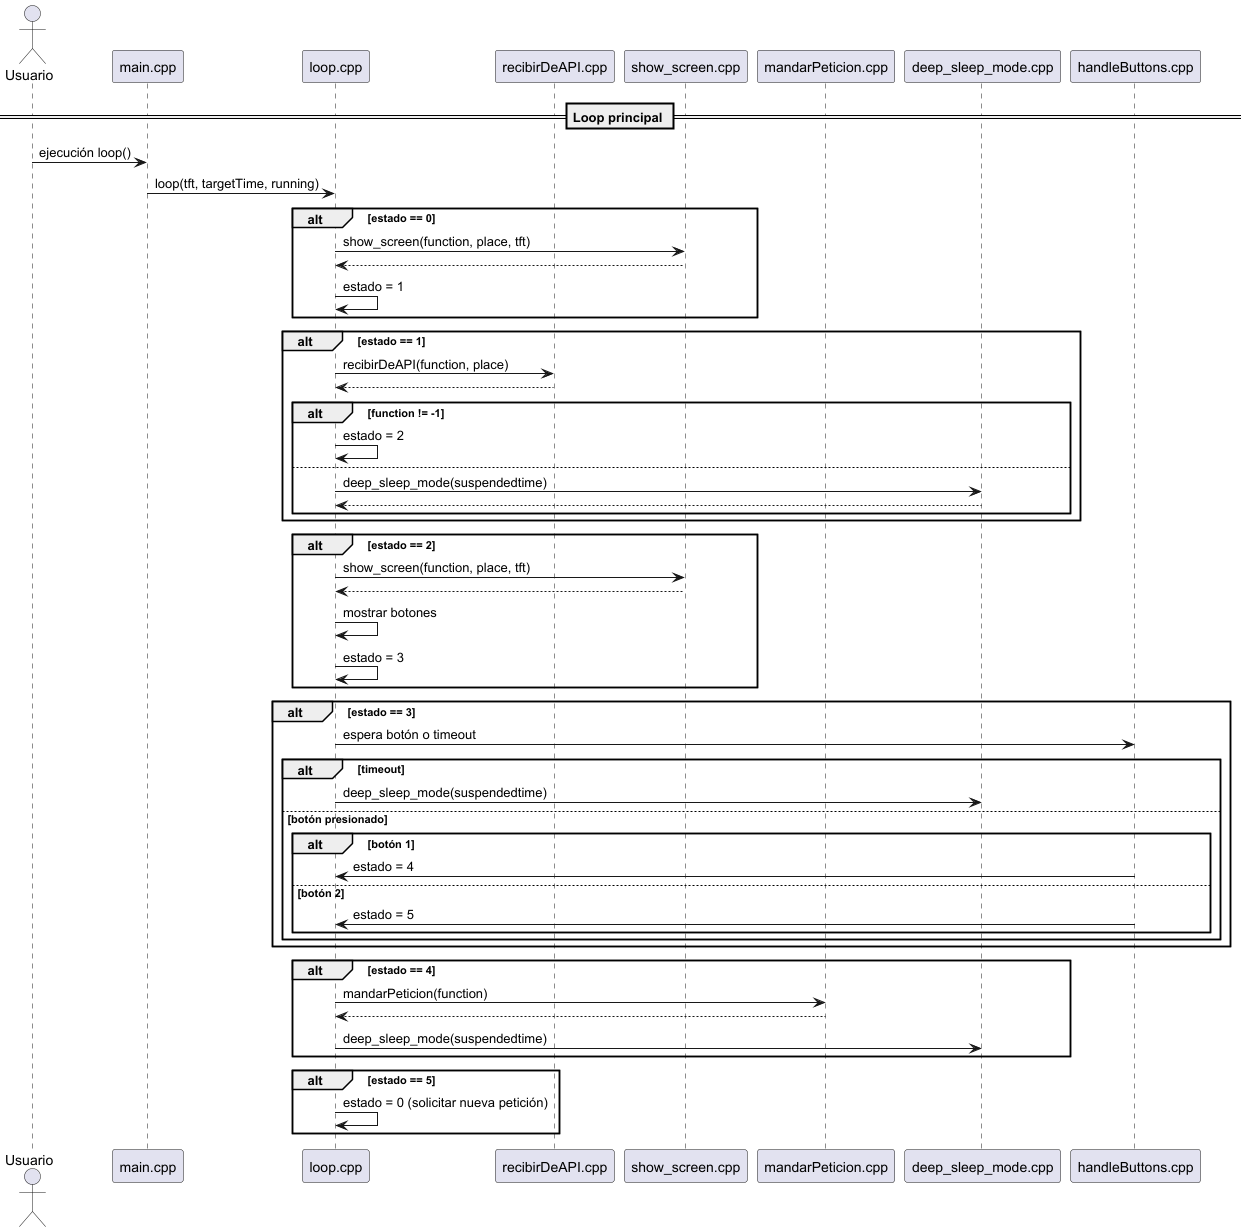 Usuario
main.cpp
loop.cpp
recibirDeAPI.cpp
show_screen.cpp
mandarPeticion.cpp
deep_sleep_mode.cpp
handleButtons.cpp
Loop principal
ejecución loop()
loop(tft, targetTime, running)
alt [estado == 0]
show_screen(function, place, tft)
estado = 1
alt [estado == 1]
recibirDeAPI(function, place)
alt [function != -1]
estado = 2
deep_sleep_mode(suspendedtime)
alt [estado == 2]
show_screen(function, place, tft)
mostrar botones
estado = 3
alt [estado == 3]
espera botón o timeout
alt [timeout]
deep_sleep_mode(suspendedtime)
[botón presionado]
alt [botón 1]
estado = 4
[botón 2]
estado = 5
alt [estado == 4]
mandarPeticion(function)
deep_sleep_mode(suspendedtime)
alt [estado == 5]
estado = 0 (solicitar nueva petición)
Usuario
main.cpp
loop.cpp
recibirDeAPI.cpp
show_screen.cpp
mandarPeticion.cpp
deep_sleep_mode.cpp
handleButtons.cpp